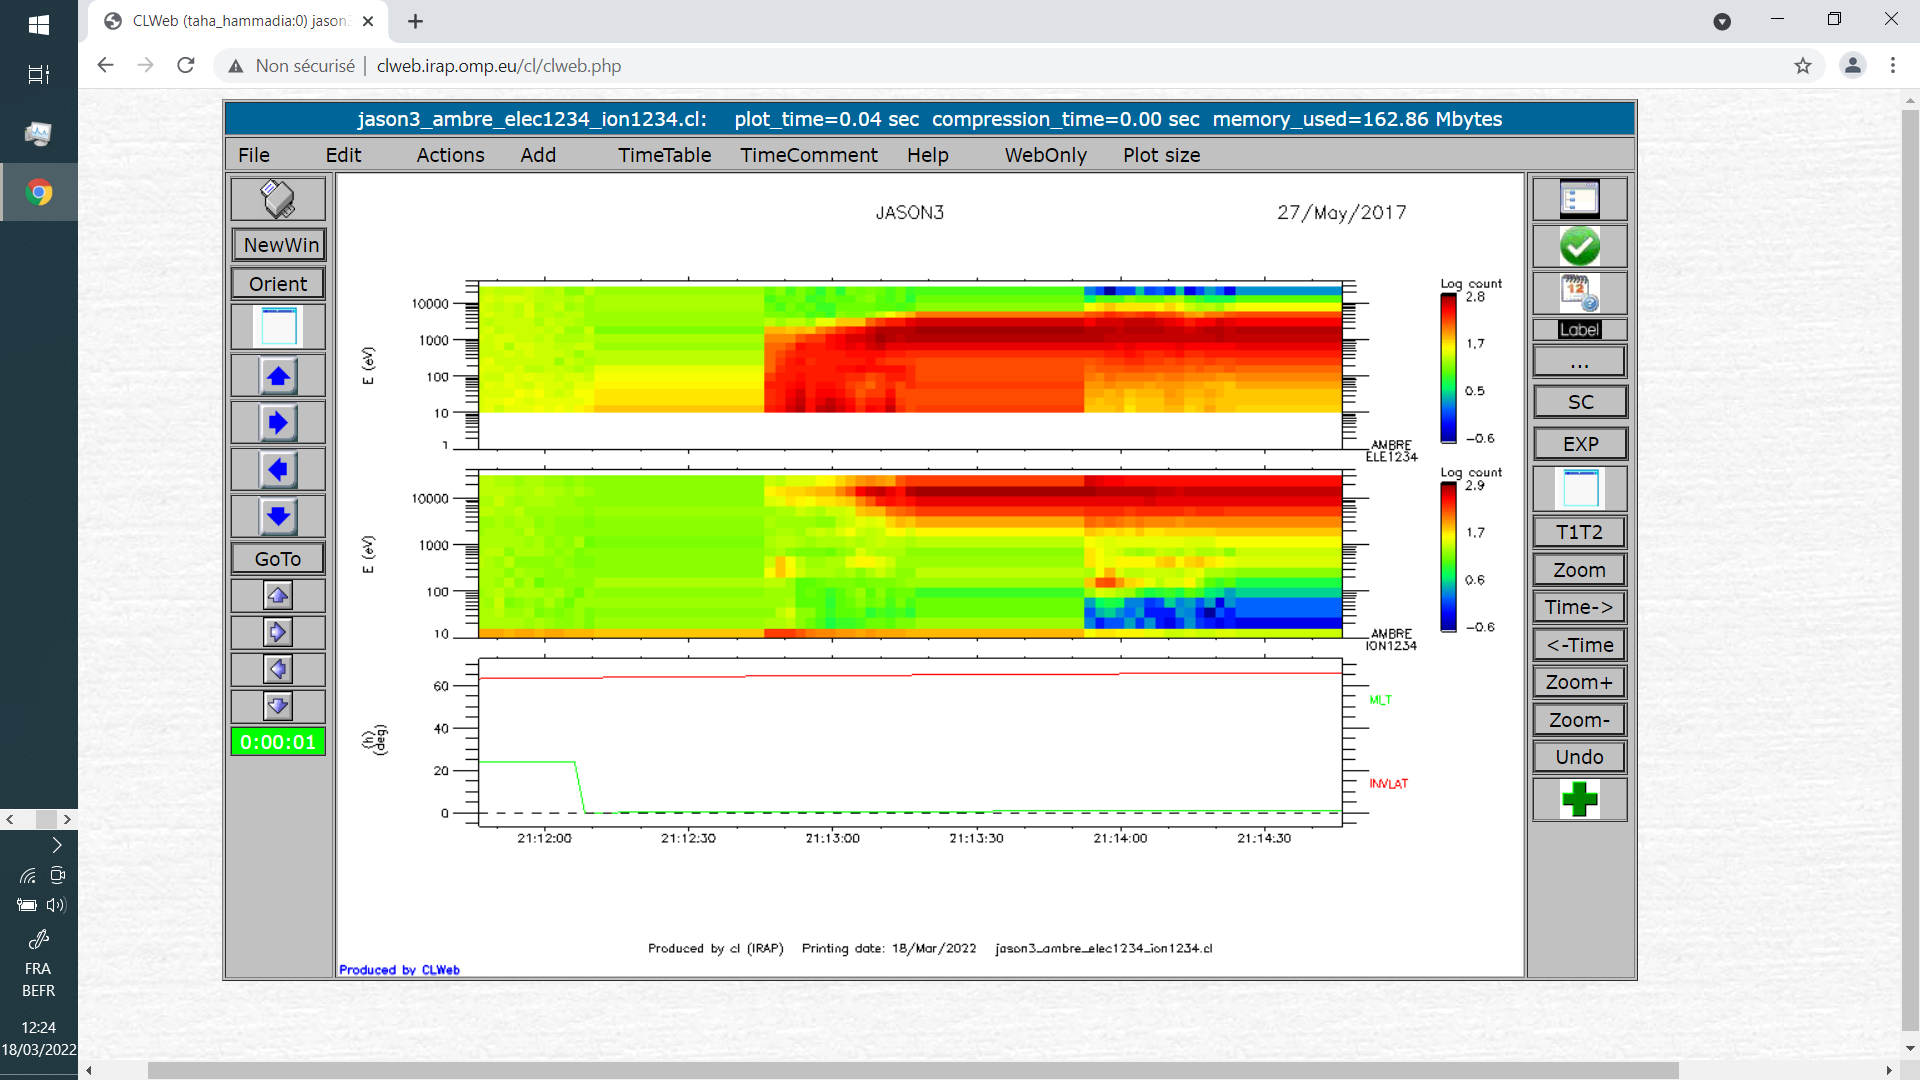 CLWeb (taha_hammadia:0) jason3
Non sécurisé | clweb.irap.omp.eu/cl/clweb.php
jason3_ambre_elec1234_ion1234.cl: plot_time=0.04 sec compression_time=0.00 sec memory_used=162.86 Mbytes
File Edit Actions Add TimeTable TimeComment Help WebOnly Plot size
NewWin
Orient
GoTo
0:00:01
JASON3 27/May/2017
10000
1000
100
10
1
E (eV)
AMBRE
ELE1234
Log count
2.8
1.7
0.5
-0.6
10000
1000
100
10
E (eV)
AMBRE
ION1234
Log count
2.9
1.7
0.6
-0.6
60
40
20
0
(h)
(deg)
MLT
INVLAT
21:12:00 21:12:30 21:13:00 21:13:30 21:14:00 21:14:30
Produced by cl (IRAP) Printing date: 18/Mar/2022 jason3_ambre_elec1234_ion1234.cl
Produced by CLWeb
12
Label
...
SC
EXP
T1T2
Zoom
Time->
<-Time
Zoom+
Zoom-
Undo
FRA
BEFR
12:24
18/03/2022